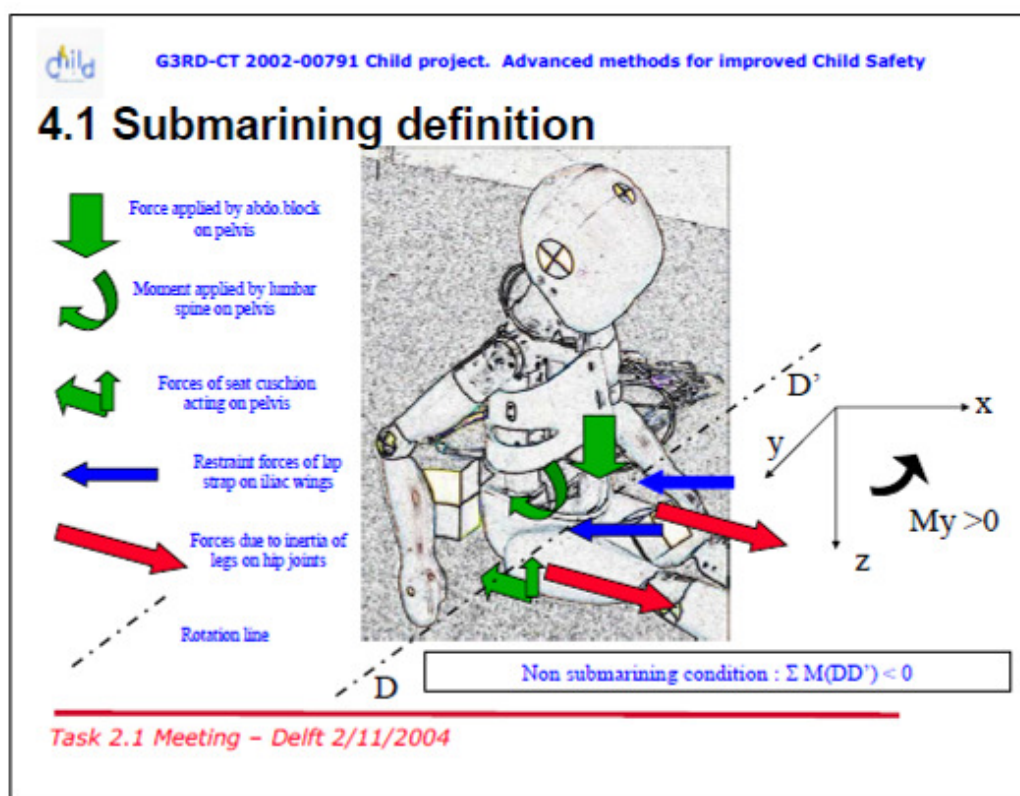 Child
G3RD-CT 2002-00791 Child project. Advanced methods for improved Child Safety
4.1 Submarining definition
Force applied by abdo.block
on pelvis
Moment applied by lumbar
spine on pelvis
Forces of seat cuschion
acting on pelvis
Restraint forces of lap
strap on iliac wings
Forces due to inertia of
legs on hip joints
Rotation line
D'
x
y
My >0
z
D
Non submarining condition : Σ M(DD') < 0
Task 2.1 Meeting – Delft 2/11/2004